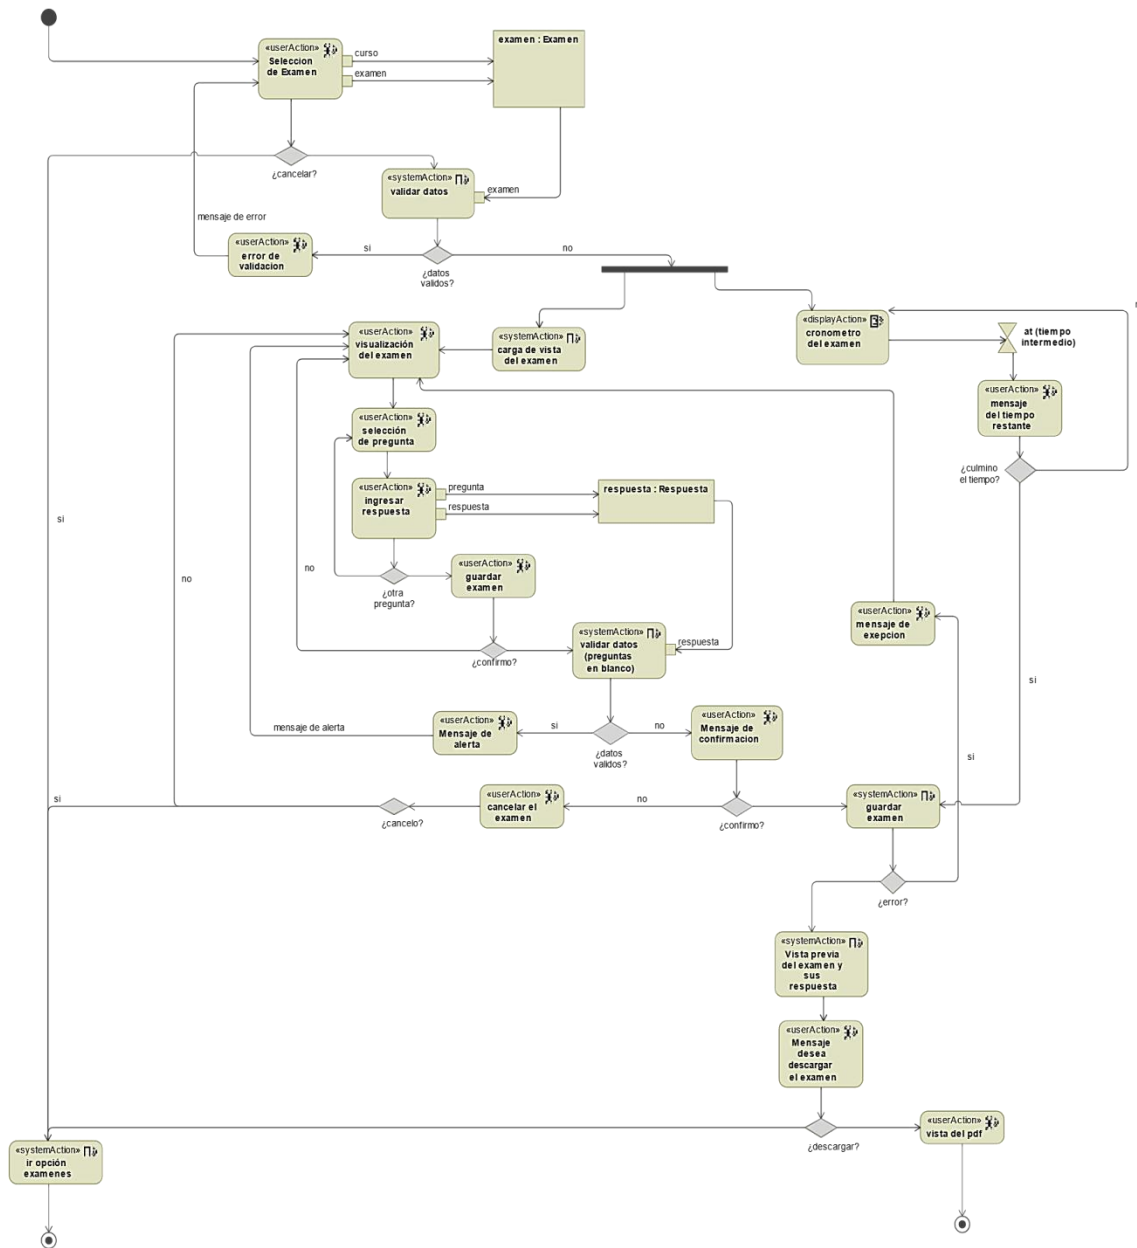 «userAction»
Seleccion
de Examen
curso
examen
examen : Examen
¿cancelar?
«systemAction»
validar datos
examen
mensaje de error
«userAction»
error de
validacion
si
¿datos
validos?
no
«userAction»
visualización
del examen
«systemAction»
carga de vista
del examen
«displayAction»
cronometro
del examen
at (tiempo
intermedio)
«userAction»
mensaje
del tiempo
restante
¿culmino
el tiempo?
«userAction»
selección
de pregunta
«userAction»
ingresar
respuesta
pregunta
respuesta
respuesta : Respuesta
si
no
no
¿otra
pregunta?
«userAction»
guardar
examen
¿confirmo?
«systemAction»
validar datos
(preguntas
en blanco)
respuesta
«userAction»
mensaje de
exepcion
si
mensaje de alerta
«userAction»
Mensaje de
alerta
si
¿datos
validos?
no
«userAction»
Mensaje de
confirmacion
si
si
¿cancelo?
«userAction»
cancelar el
examen
no
¿confirmo?
«systemAction»
guardar
examen
¿error?
«systemAction»
Vista previa
del examen y
sus
respuesta
«userAction»
Mensaje
desea
descargar
el examen
¿descargar?
«userAction»
vista del pdf
«systemAction»
ir opción
examenes